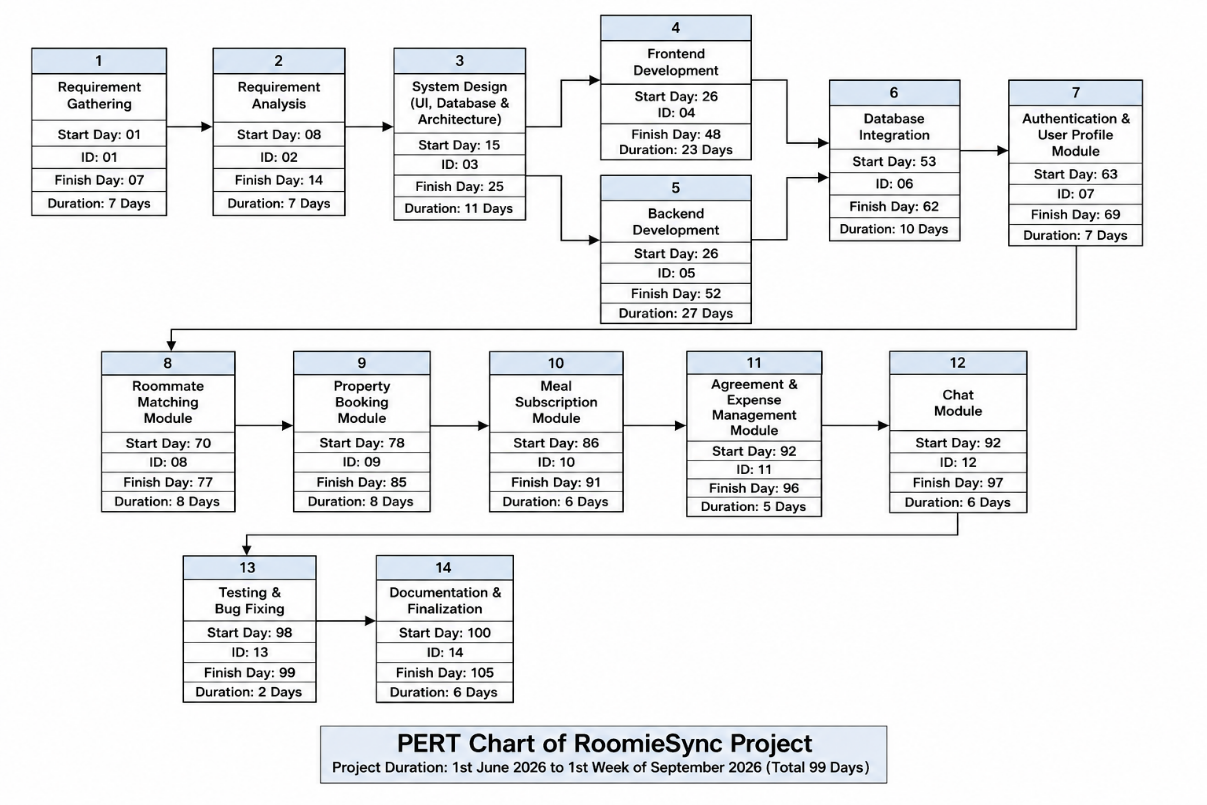 1
Requirement
Gathering
Start Day: 01
ID: 01
Finish Day: 07
Duration: 7 Days
2
Requirement
Analysis
Start Day: 08
ID: 02
Finish Day: 14
Duration: 7 Days
3
System Design
(UI, Database &
Architecture)
Start Day: 15
ID: 03
Finish Day: 25
Duration: 11 Days
4
Frontend
Development
Start Day: 26
ID: 04
Finish Day: 48
Duration: 23 Days
5
Backend
Development
Start Day: 26
ID: 05
Finish Day: 52
Duration: 27 Days
6
Database
Integration
Start Day: 53
ID: 06
Finish Day: 62
Duration: 10 Days
7
Authentication &
User Profile
Module
Start Day: 63
ID: 07
Finish Day: 69
Duration: 7 Days
8
Roommate
Matching
Module
Start Day: 70
ID: 08
Finish Day: 77
Duration: 8 Days
9
Property
Booking
Module
Start Day: 78
ID: 09
Finish Day: 85
Duration: 8 Days
10
Meal
Subscription
Module
Start Day: 86
ID: 10
Finish Day: 91
Duration: 6 Days
11
Agreement &
Expense
Management
Module
Start Day: 92
ID: 11
Finish Day: 96
Duration: 5 Days
12
Chat
Module
Start Day: 92
ID: 12
Finish Day: 97
Duration: 6 Days
13
Testing &
Bug Fixing
Start Day: 98
ID: 13
Finish Day: 99
Duration: 2 Days
14
Documentation &
Finalization
Start Day: 100
ID: 14
Finish Day: 105
Duration: 6 Days
PERT Chart of RoomieSync Project
Project Duration: 1st June 2026 to 1st Week of September 2026 (Total 99 Days)